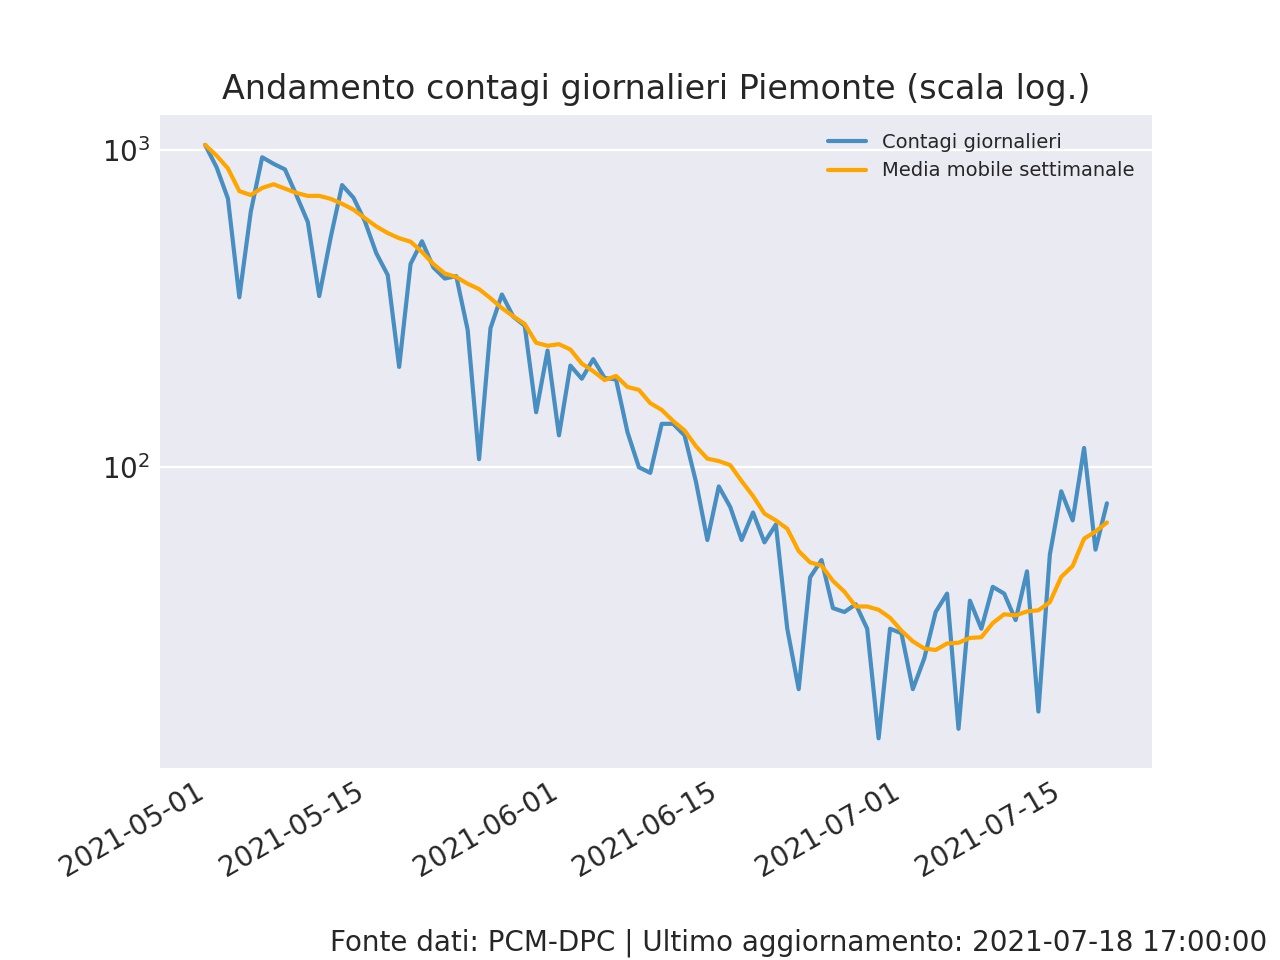 Andamento contagi giornalieri Piemonte (scala log.)
10³
10²
Contagi giornalieri
Media mobile settimanale
2021-05-01
2021-05-15
2021-06-01
2021-06-15
2021-07-01
2021-07-15
Fonte dati: PCM-DPC | Ultimo aggiornamento: 2021-07-18 17:00:00